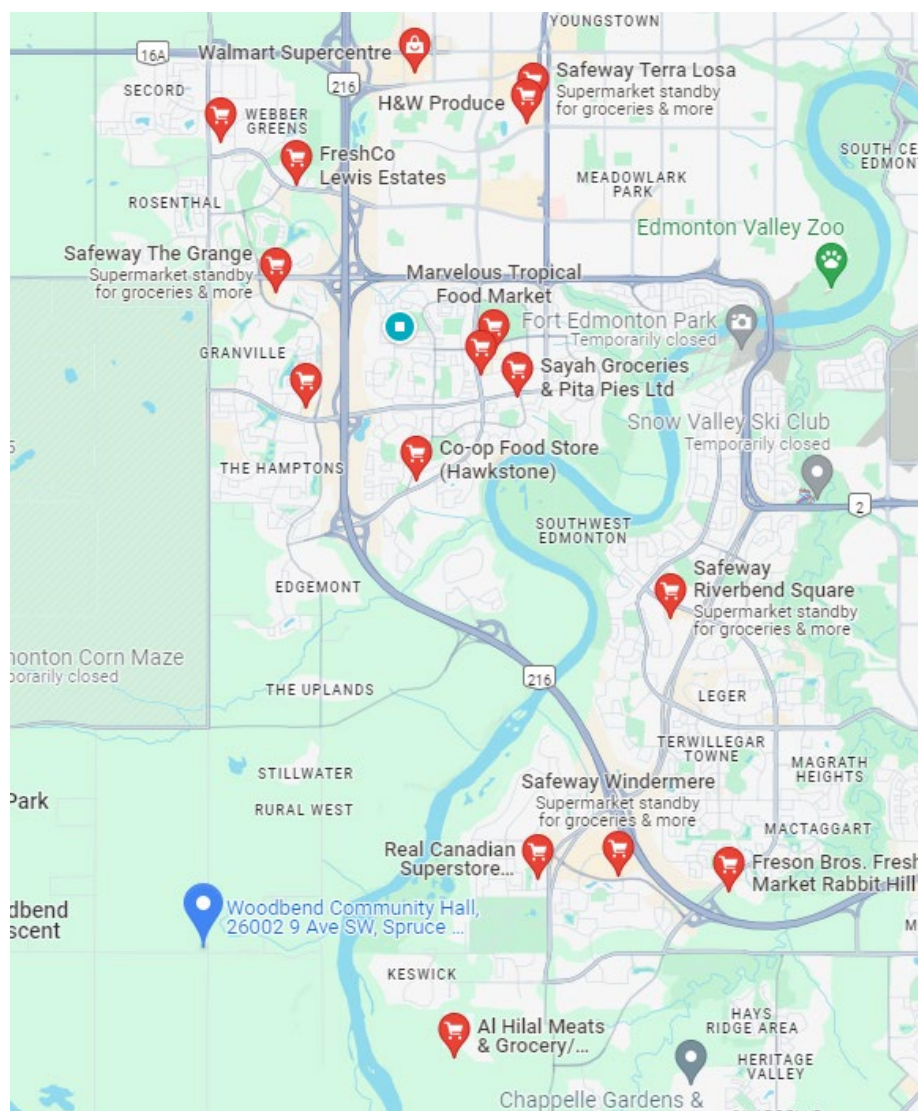 YOUNGSTOWN
16A
Walmart Supercentre
216
SECORD
Safeway Terra Losa
Supermarket standby
for groceries & more
H&W Produce
WEBBER
GREENS
FreshCo
Lewis Estates
SOUTH CE
EDMON
MEADOWLARK
PARK
ROSENTHAL
Edmonton Valley Zoo
Safeway The Grange
Supermarket standby
for groceries & more
Marvelous Tropical
Food Market
Fort Edmonton Park
Temporarily closed
GRANVILLE
Sayah Groceries
& Pita Pies Ltd
Snow Valley Ski Club
Temporarily closed
5
Co-op Food Store
(Hawkstone)
THE HAMPTONS
2
SOUTHWEST
EDMONTON
EDGEMONT
Safeway
Riverbend Square
Supermarket standby
for groceries & more
monton Corn Maze
porarily closed
216
THE UPLANDS
LEGER
TERWILLEGAR
TOWNE
MAGRATH
HEIGHTS
STILLWATER
Safeway Windermere
Supermarket standby
for groceries & more
Park
RURAL WEST
MACTAGGART
Real Canadian
Superstore...
Freson Bros. Fresh
Market Rabbit Hill
dbend
scent
Woodbend Community Hall,
26002 9 Ave SW, Spruce ...
M
KESWICK
Al Hilal Meats
& Grocery/...
HAYS
RIDGE AREA
HERITAGE
VALLEY
Chappelle Gardens &